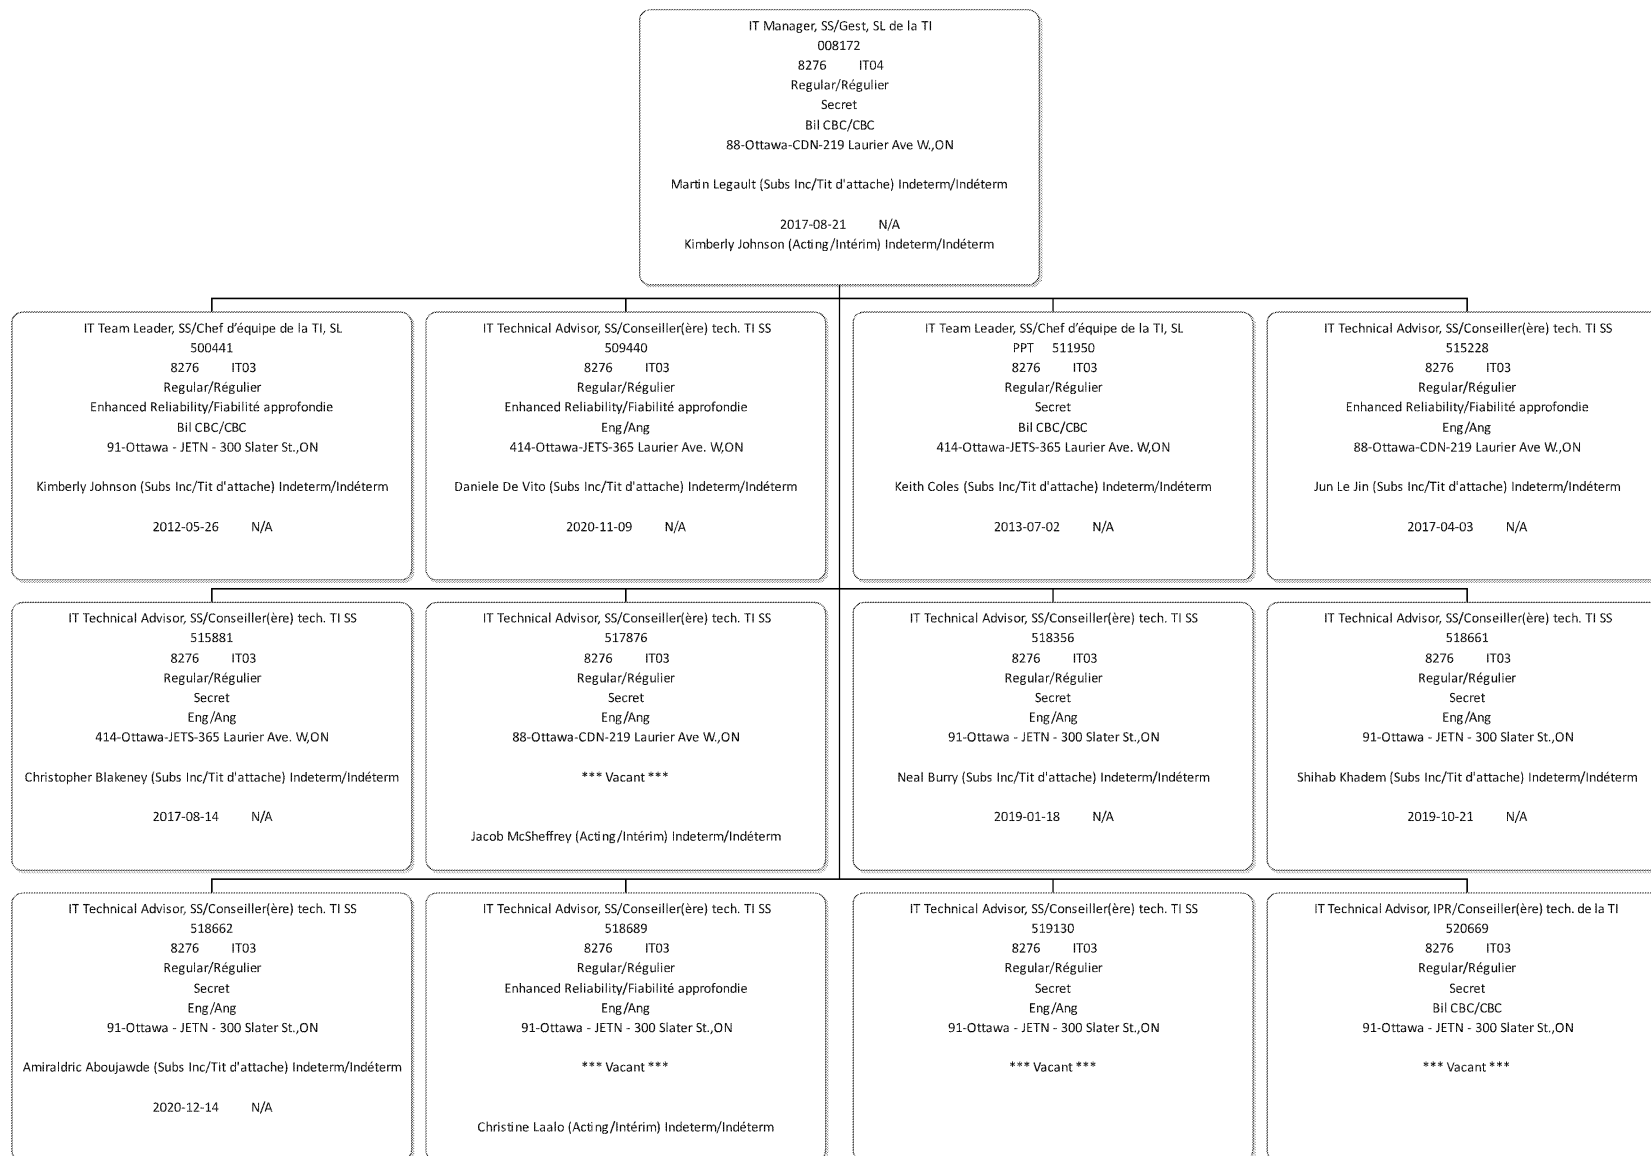 IT Manager, SS/Gest, SL de la TI
008172
8276 IT04
Regular/Régulier
Secret
Bil CBC/CBC
88-Ottawa-CDN-219 Laurier Ave W.,ON
Martin Legault (Subs Inc/Tit d'attache) Indeterm/Indéterm
2017-08-21 N/A
Kimberly Johnson (Acting/Intérim) Indeterm/Indéterm
IT Team Leader, SS/Chef d'équipe de la TI, SL
500441
8276 IT03
Regular/Régulier
Enhanced Reliability/Fiabilité approfondie
Bil CBC/CBC
91-Ottawa - JETN - 300 Slater St.,ON
Kimberly Johnson (Subs Inc/Tit d'attache) Indeterm/Indéterm
2012-05-26 N/A
IT Technical Advisor, SS/Conseiller(ère) tech. TI SS
509440
8276 IT03
Regular/Régulier
Enhanced Reliability/Fiabilité approfondie
Eng/Ang
414-Ottawa-JETS-365 Laurier Ave. W,ON
Daniele De Vito (Subs Inc/Tit d'attache) Indeterm/Indéterm
2020-11-09 N/A
IT Team Leader, SS/Chef d'équipe de la TI, SL
PPT 511950
8276 IT03
Regular/Régulier
Secret
Bil CBC/CBC
414-Ottawa-JETS-365 Laurier Ave. W,ON
Keith Coles (Subs Inc/Tit d'attache) Indeterm/Indéterm
2013-07-02 N/A
IT Technical Advisor, SS/Conseiller(ère) tech. TI SS
515228
8276 IT03
Regular/Régulier
Enhanced Reliability/Fiabilité approfondie
Eng/Ang
88-Ottawa-CDN-219 Laurier Ave W.,ON
Jun Le Jin (Subs Inc/Tit d'attache) Indeterm/Indéterm
2017-04-03 N/A
IT Technical Advisor, SS/Conseiller(ère) tech. TI SS
515881
8276 IT03
Regular/Régulier
Secret
Eng/Ang
414-Ottawa-JETS-365 Laurier Ave. W,ON
Christopher Blakeney (Subs Inc/Tit d'attache) Indeterm/Indéterm
2017-08-14 N/A
IT Technical Advisor, SS/Conseiller(ère) tech. TI SS
517876
8276 IT03
Regular/Régulier
Secret
Eng/Ang
88-Ottawa-CDN-219 Laurier Ave W.,ON
*** Vacant ***
Jacob McSheffrey (Acting/Intérim) Indeterm/Indéterm
IT Technical Advisor, SS/Conseiller(ère) tech. TI SS
518356
8276 IT03
Regular/Régulier
Secret
Eng/Ang
91-Ottawa - JETN - 300 Slater St.,ON
Neal Burry (Subs Inc/Tit d'attache) Indeterm/Indéterm
2019-01-18 N/A
IT Technical Advisor, SS/Conseiller(ère) tech. TI SS
518661
8276 IT03
Regular/Régulier
Secret
Eng/Ang
91-Ottawa - JETN - 300 Slater St.,ON
Shihab Khadem (Subs Inc/Tit d'attache) Indeterm/Indéterm
2019-10-21 N/A
IT Technical Advisor, SS/Conseiller(ère) tech. TI SS
518662
8276 IT03
Regular/Régulier
Secret
Eng/Ang
91-Ottawa - JETN - 300 Slater St.,ON
Amiraldric Aboujawde (Subs Inc/Tit d'attache) Indeterm/Indéterm
2020-12-14 N/A
IT Technical Advisor, SS/Conseiller(ère) tech. TI SS
518689
8276 IT03
Regular/Régulier
Enhanced Reliability/Fiabilité approfondie
Eng/Ang
91-Ottawa - JETN - 300 Slater St.,ON
*** Vacant ***
Christine Laalo (Acting/Intérim) Indeterm/Indéterm
IT Technical Advisor, SS/Conseiller(ère) tech. TI SS
519130
8276 IT03
Regular/Régulier
Secret
Eng/Ang
91-Ottawa - JETN - 300 Slater St.,ON
*** Vacant ***
IT Technical Advisor, IPR/Conseiller(ère) tech. de la TI
520669
8276 IT03
Regular/Régulier
Secret
Bil CBC/CBC
91-Ottawa - JETN - 300 Slater St.,ON
*** Vacant ***